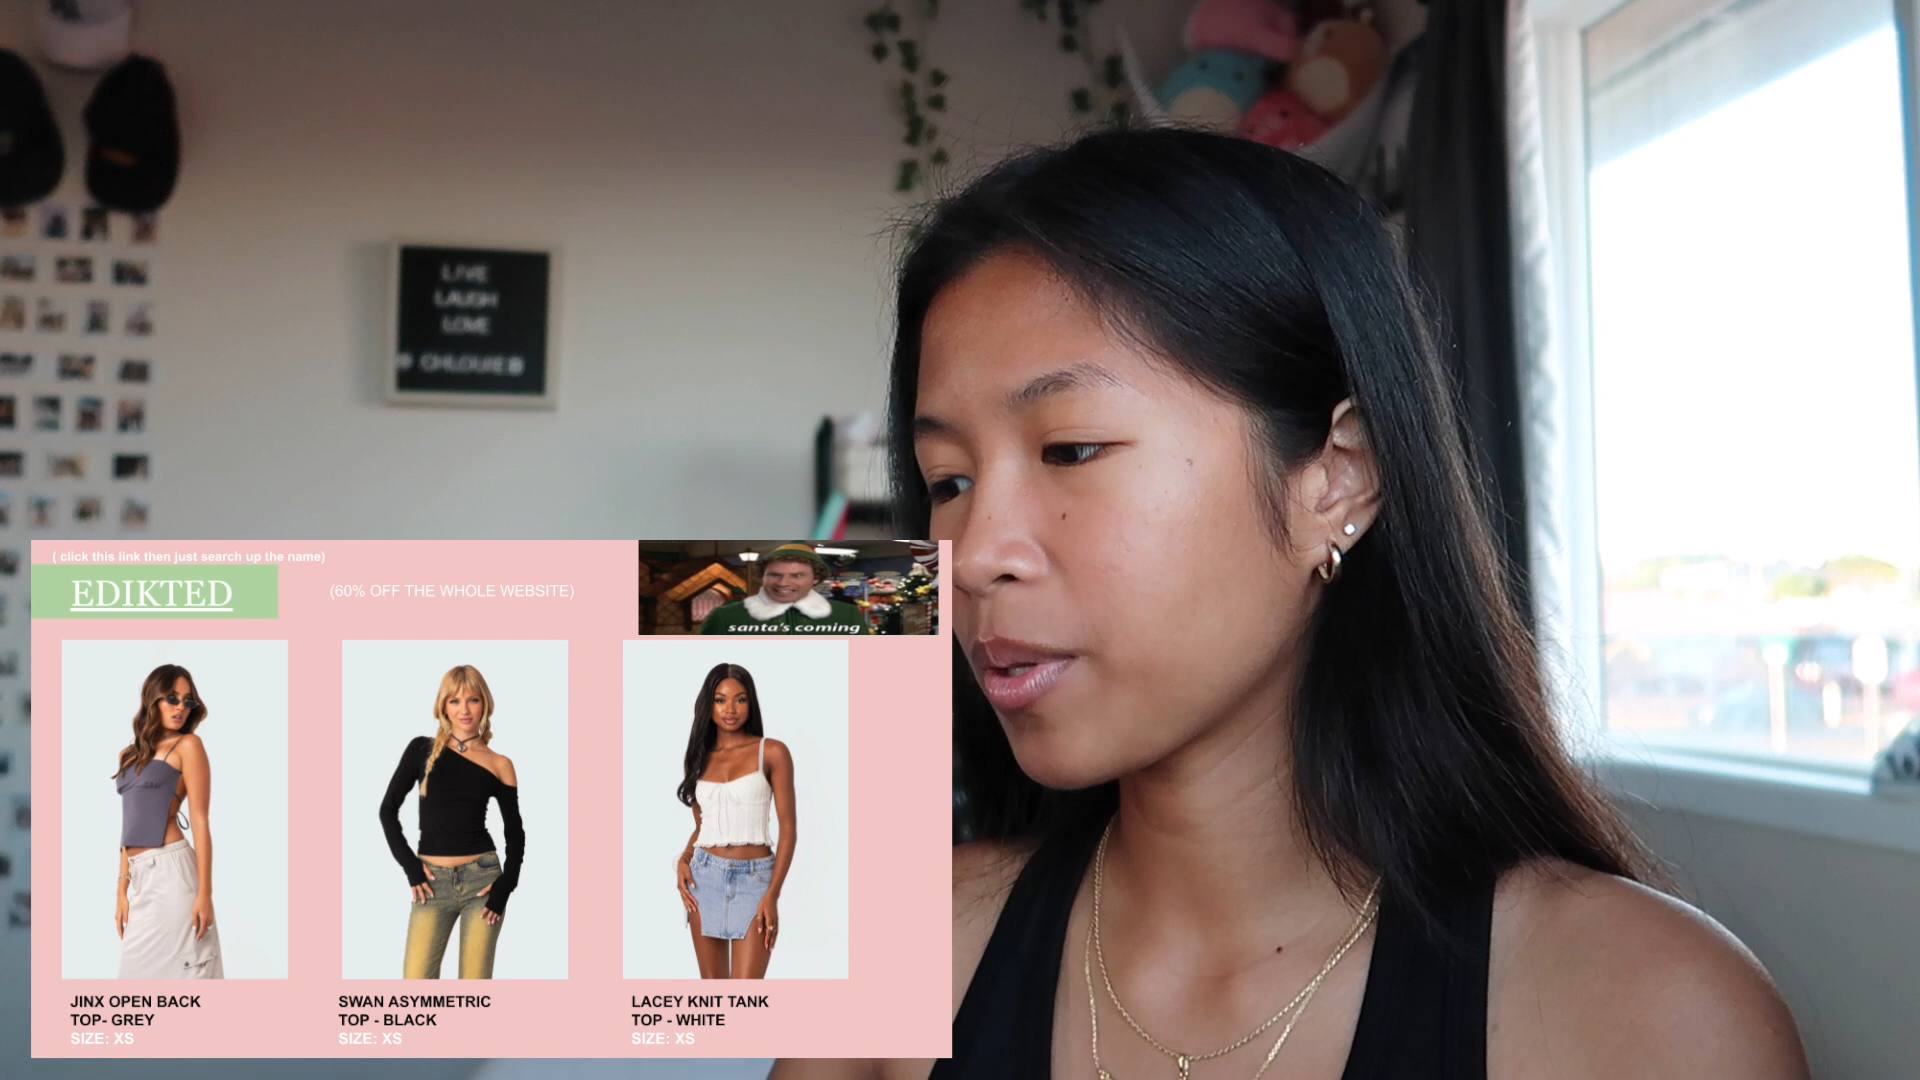 LIVE
LAUGH
LOVE
CHLOUIE
( click this link then just search up the name)
EDIKTED
(60% OFF THE WHOLE WEBSITE)
santa's coming
JINX OPEN BACK
TOP- GREY
SIZE: XS
SWAN ASYMMETRIC
TOP - BLACK
SIZE: XS
LACEY KNIT TANK
TOP - WHITE
SIZE: XS